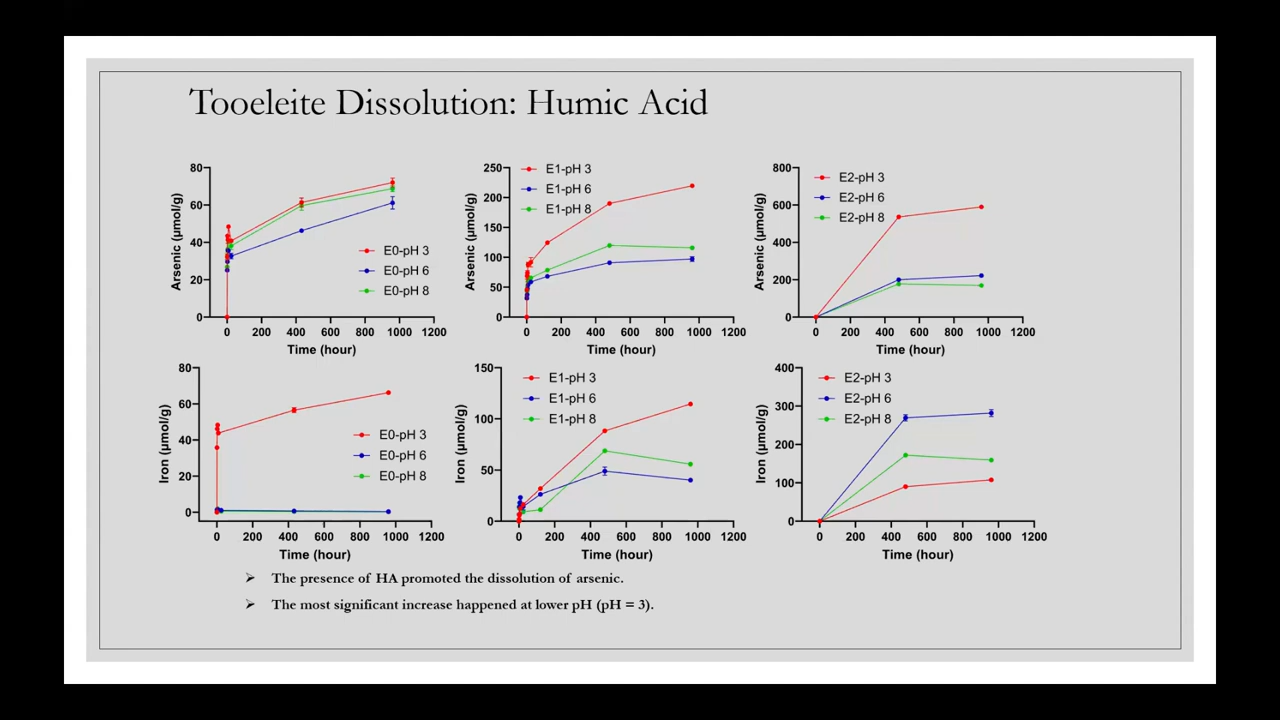 Tooeleite Dissolution: Humic Acid
80
60
40
20
0
Arsenic (μmol/g)
E0-pH 3
E0-pH 6
E0-pH 8
0 200 400 600 800 1000 1200
Time (hour)
250
200
150
100
50
0
Arsenic (μmol/g)
E1-pH 3
E1-pH 6
E1-pH 8
0 200 400 600 800 1000 1200
Time (hour)
800
600
400
200
0
Arsenic (μmol/g)
E2-pH 3
E2-pH 6
E2-pH 8
0 200 400 600 800 1000 1200
Time (hour)
80
60
40
20
0
Iron (μmol/g)
E0-pH 3
E0-pH 6
E0-pH 8
0 200 400 600 800 1000 1200
Time (hour)
150
100
50
0
Iron (μmol/g)
E1-pH 3
E1-pH 6
E1-pH 8
0 200 400 600 800 1000 1200
Time (hour)
400
300
200
100
0
Iron (μmol/g)
E2-pH 3
E2-pH 6
E2-pH 8
0 200 400 600 800 1000 1200
Time (hour)
➢ The presence of HA promoted the dissolution of arsenic.
➢ The most significant increase happened at lower pH (pH = 3).